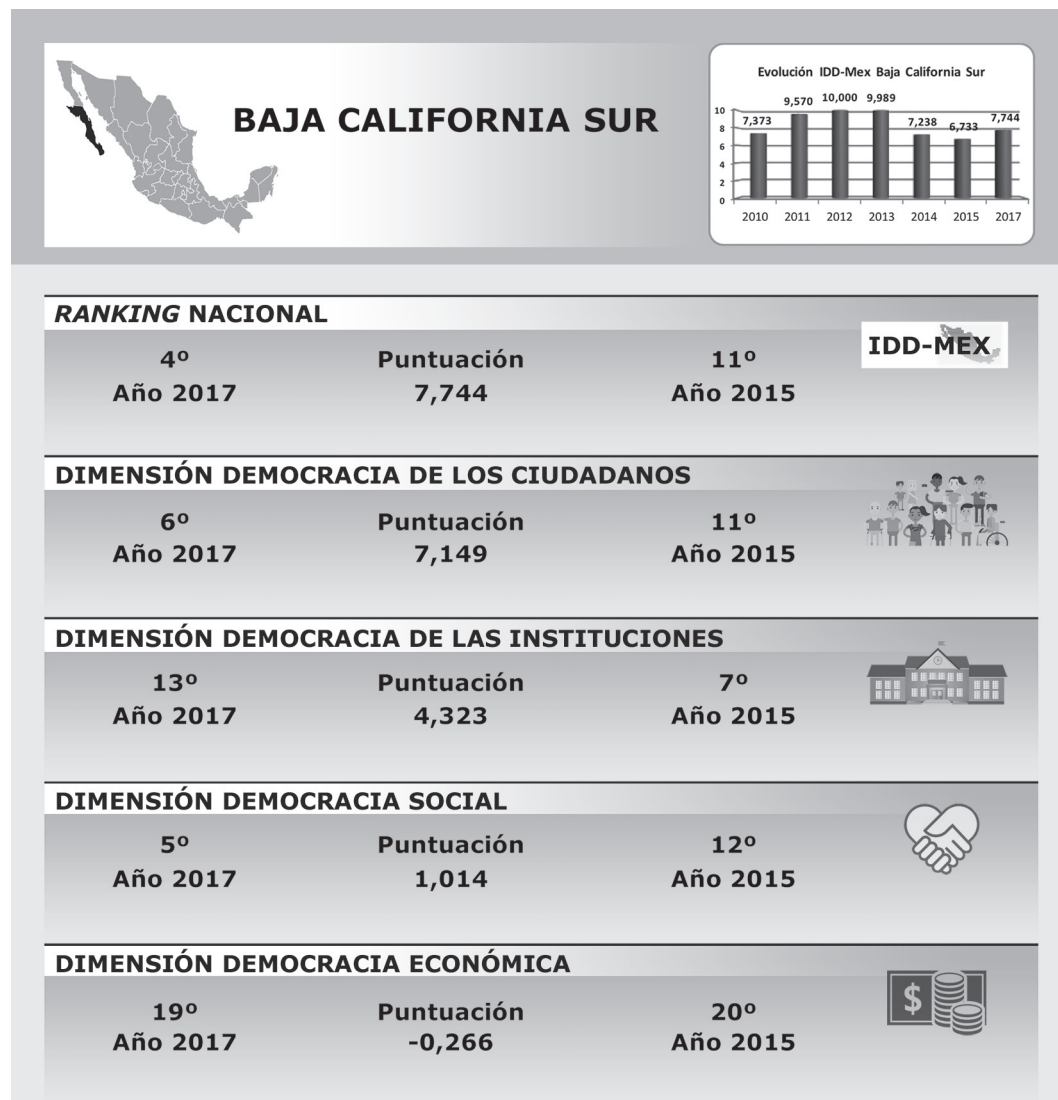 BAJA CALIFORNIA SUR
Evolución IDD-Mex Baja California Sur
10
8
6
4
2
0
7,373
9,570
10,000
9,989
7,238
6,733
7,744
2010 2011 2012 2013 2014 2015 2017
RANKING NACIONAL
IDD-MEX
4º Puntuación 11º
Año 2017 7,744 Año 2015
DIMENSIÓN DEMOCRACIA DE LOS CIUDADANOS
6º Puntuación 11º
Año 2017 7,149 Año 2015
DIMENSIÓN DEMOCRACIA DE LAS INSTITUCIONES
13º Puntuación 7º
Año 2017 4,323 Año 2015
DIMENSIÓN DEMOCRACIA SOCIAL
5º Puntuación 12º
Año 2017 1,014 Año 2015
DIMENSIÓN DEMOCRACIA ECONÓMICA
$
19º Puntuación 20º
Año 2017 -0,266 Año 2015